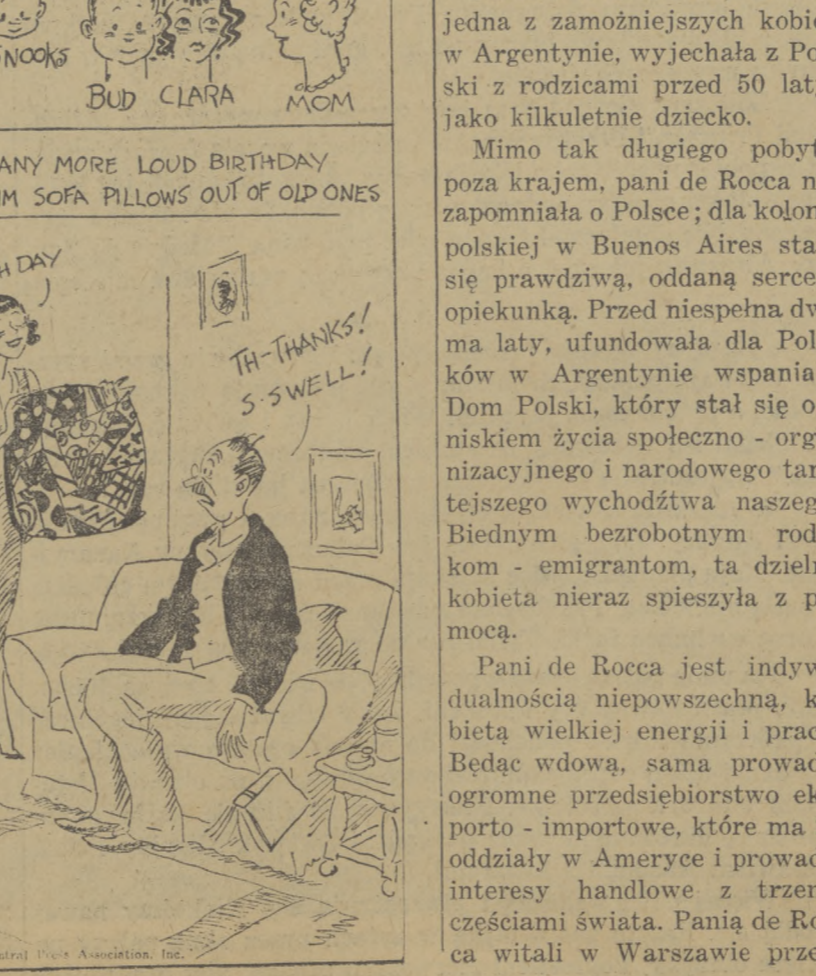 NOOKS
BUD CLARA
MOM
ANY MORE LOUD BIRTHDAY
SOFA PILLOWS OUT OF OLD ONES
DAY
TH-THANKS!
S-SWELL!
Press Association, Inc.
jedna z zamożniejszych kobie
w Argentynie, wyjechała z Po
ski z rodzicami przed 50 lat
jako kilkuletnie dziecko.
Mimo tak długiego pobyt
poza krajem, pani de Rocca n
zapomniała o Polsce; dla kolon
polskiej w Buenos Aires sta
się prawdziwą, oddaną serce
opiekunką. Przed niespełna dw
ma laty, ufundowała dla Pol
ków w Argentynie wspania
Dom Polski, który stał się o
niskiem życia społeczno - org
nizacyjnego i narodowego tam
tejszego wychodźtwa naszeg
Biednym bezrobotnym rod
kom - emigrantom, ta dzieln
kobieta nieraz spieszyła z p
mocą.
Pani de Rocca jest indyw
dualnością niepowszechną, k
bietą wielkiej energji i prac
Będąc wdową, sama prowad
ogromne przedsiębiorstwo ek
porto - importowe, które ma
oddziały w Ameryce i prowad
interesy handlowe z trzem
częściami świata. Panią de Ro
ca witali w Warszawie prze